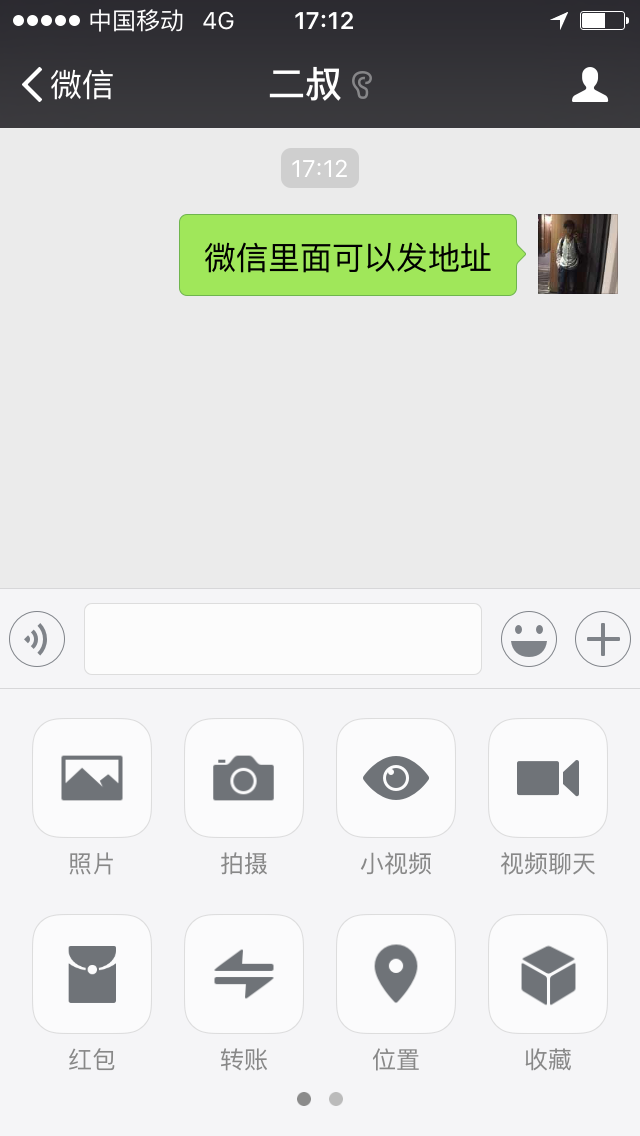 中国移动 4G 17:12
微信 二叔
17:12
微信里面可以发地址
照片 拍摄 小视频 视频聊天
红包 转账 位置 收藏